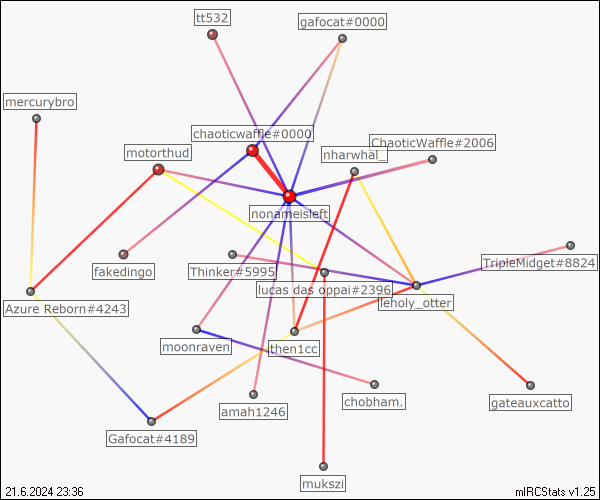 tt532
gafocat#0000
mercurybro
chaoticwaffle#0000
ChaoticWaffle#2006
motorthud
nharwhal_
nonameisleft
fakedingo
Thinker#5995
TripleMidget#8824
lucas das oppai#2396
leholy_otter
Azure Reborn#4243
moonraven
then1cc
chobham.
gateauxcatto
amah1246
Gafocat#4189
mukszi
21.6.2024 23:36
mIRCStats v1.25